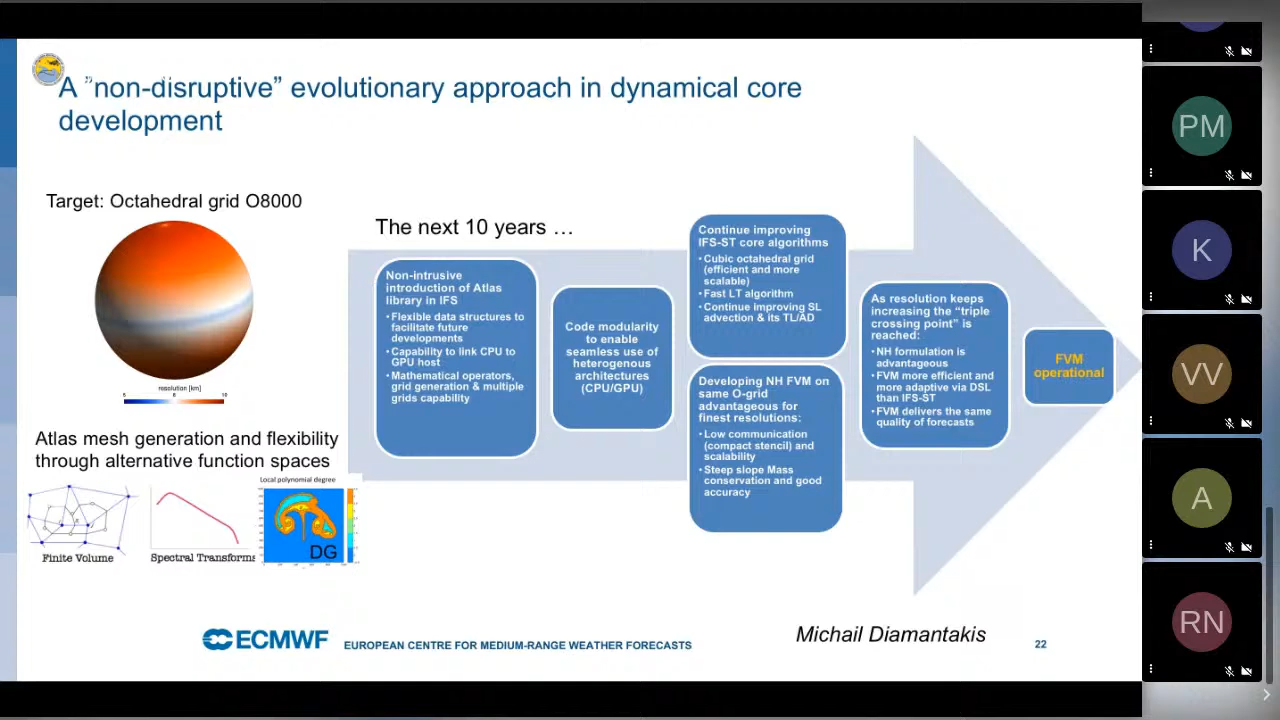 A ”non-disruptive” evolutionary approach in dynamical core
development
Target: Octahedral grid O8000
resolution [km]
5 8 10
Atlas mesh generation and flexibility
through alternative function spaces
Finite Volume
Spectral Transforms
Local polynomial degree
DG
The next 10 years …
Non-intrusive
introduction of Atlas
library in IFS
• Flexible data structures to
facilitate future
developments
• Capability to link CPU to
GPU host
• Mathematical operators,
grid generation & multiple
grids capability
Code modularity
to enable
seamless use of
heterogenous
architectures
(CPU/GPU)
Continue improving
IFS-ST core algorithms
• Cubic octahedral grid
(efficient and more
scalable)
• Fast LT algorithm
• Continue improving SL
advection & its TL/AD
Developing NH FVM on
same O-grid
advantageous for
finest resolutions:
• Low communication
(compact stencil) and
scalability
• Steep slope Mass
conservation and good
accuracy
As resolution keeps
increasing the “triple
crossing point” is
reached:
• NH formulation is
advantageous
• FVM more efficient and
more adaptive via DSL
than IFS-ST
• FVM delivers the same
quality of forecasts
FVM
operational
ECMWF
EUROPEAN CENTRE FOR MEDIUM-RANGE WEATHER FORECASTS
Michail Diamantakis
22
PM
K
VV
A
RN